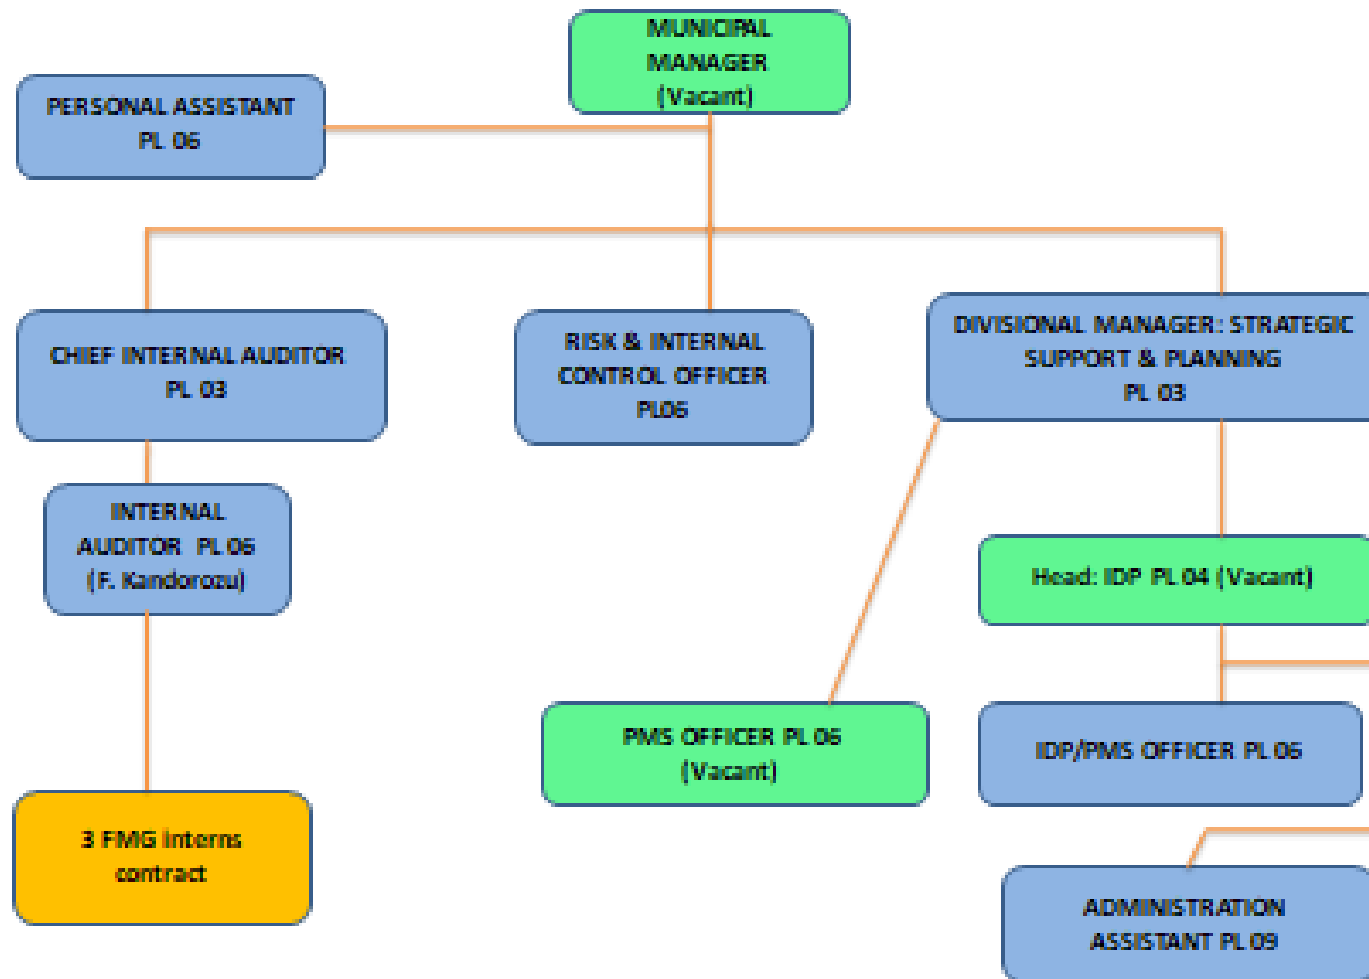 MUNICIPAL
MANAGER
(Vacant)
PERSONAL ASSISTANT
PL 06
CHIEF INTERNAL AUDITOR
PL 03
RISK & INTERNAL
CONTROL OFFICER
PL06
DIVISIONAL MANAGER: STRATEGIC
SUPPORT & PLANNING
PL 03
INTERNAL
AUDITOR PL 06
(F. Kandorozu)
Head: IDP PL 04 (Vacant)
PMS OFFICER PL 06
(Vacant)
IDP/PMS OFFICER PL 06
3 FMG interns
contract
ADMINISTRATION
ASSISTANT PL 09